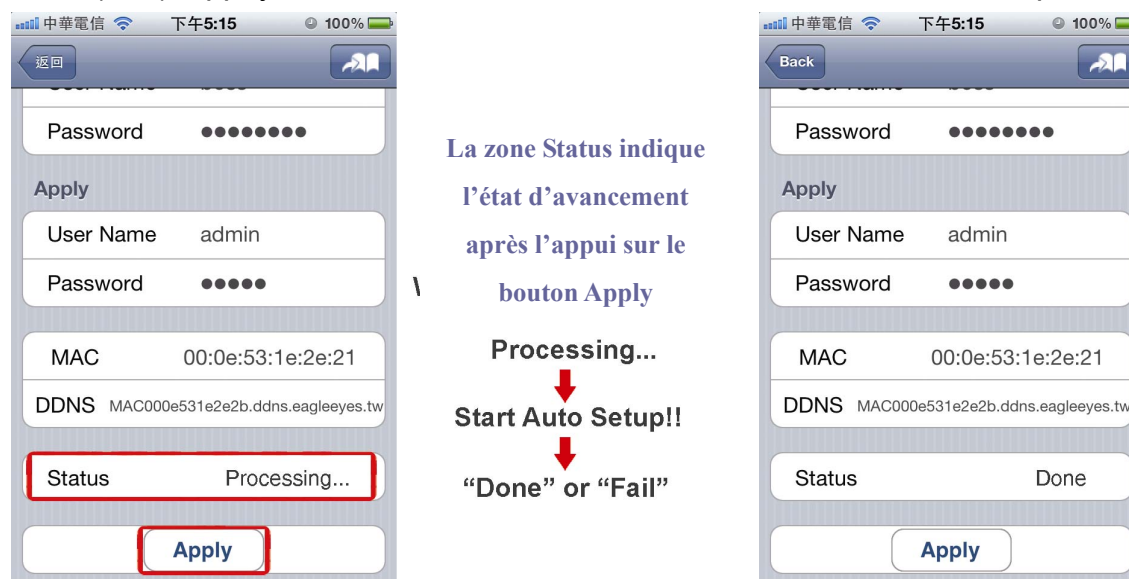 中華電信 下午5:15 100%
返回
Password ●●●●●●●●
Apply
User Name admin
Password ●●●●●
MAC 00:0e:53:1e:2e:21
DDNS MAC000e531e2e2b.ddns.eagleeyes.tw
Status Processing...
Apply
\
La zone Status indique
l’état d’avancement
après l’appui sur le
bouton Apply
Processing...
Start Auto Setup!!
“Done” or “Fail”
中華電信 下午5:15 100%
Back
Password ●●●●●●●●
Apply
User Name admin
Password ●●●●●
MAC 00:0e:53:1e:2e:21
DDNS MAC000e531e2e2b.ddns.eagleeyes.tw
Status Done
Apply